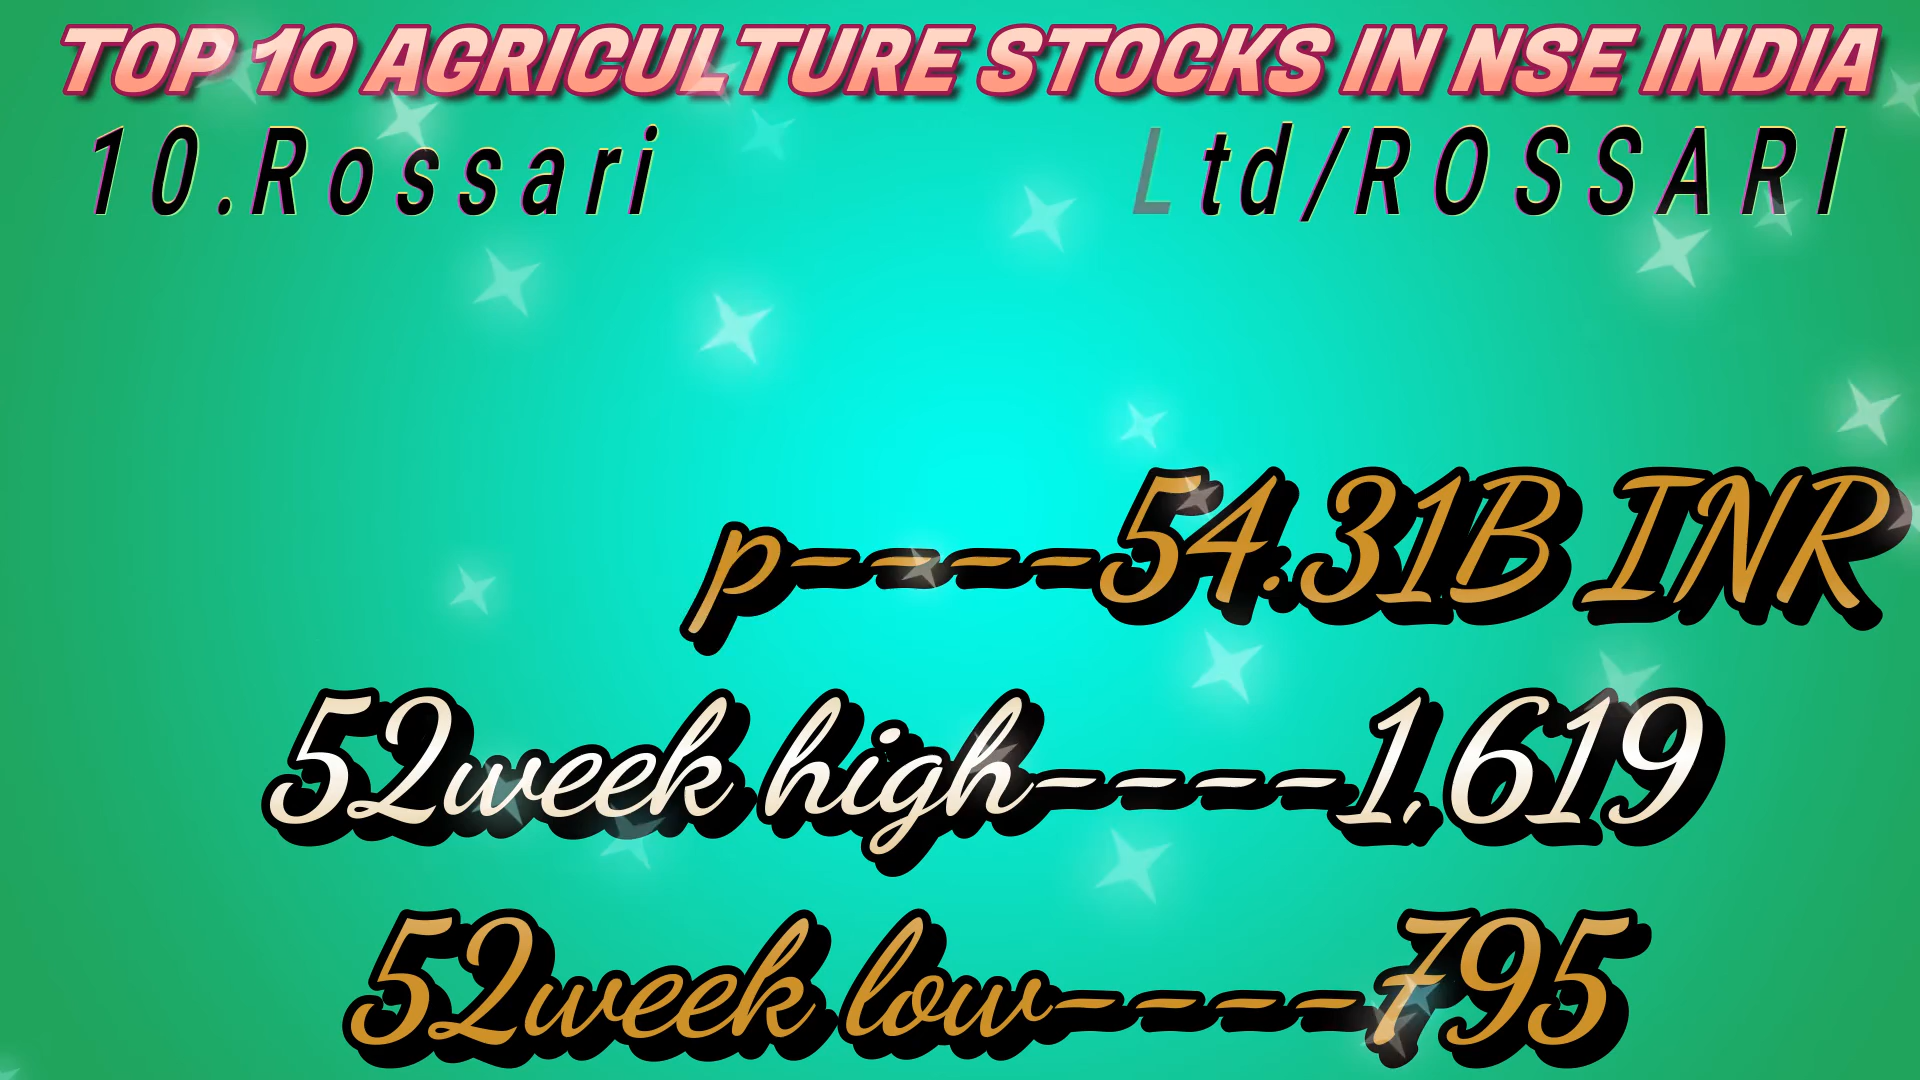 TOP 10 AGRICULTURE STOCKS IN NSE INDIA
10.Rossari Ltd/ROSSARI
p----54.31B INR
52week high----1,619
52week low----795